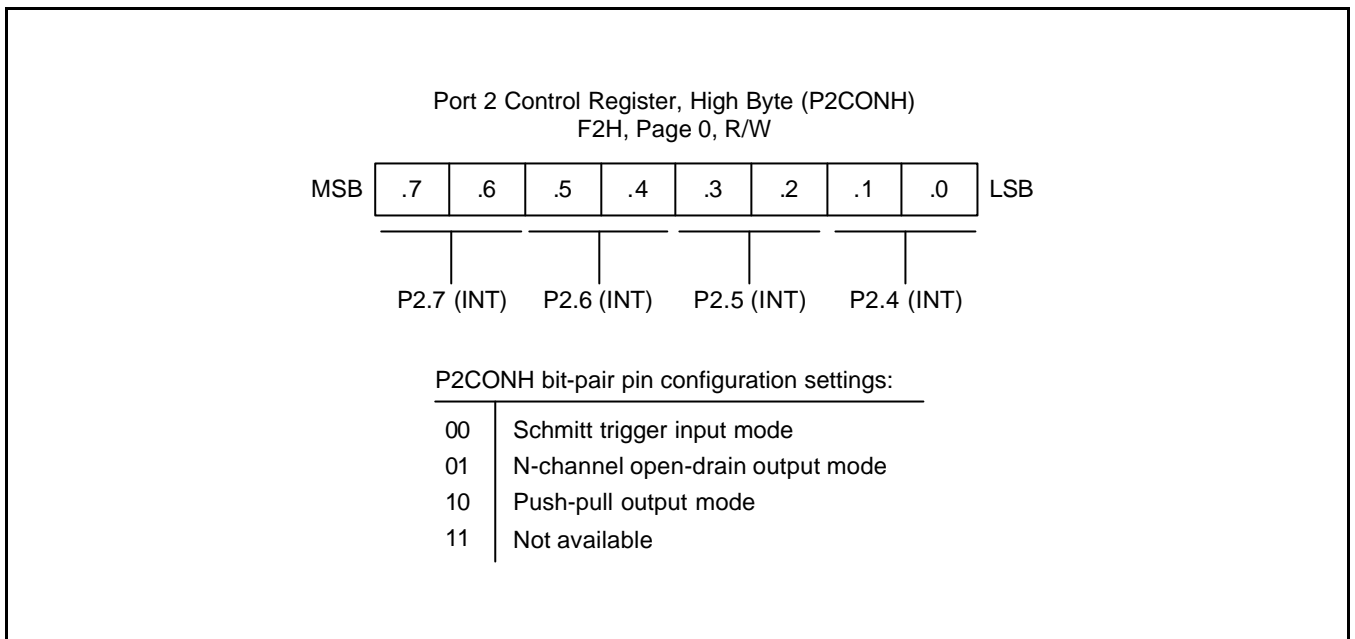 Port 2 Control Register, High Byte (P2CONH)
F2H, Page 0, R/W
MSB .7 .6 .5 .4 .3 .2 .1 .0 LSB
P2.7 (INT) P2.6 (INT) P2.5 (INT) P2.4 (INT)
P2CONH bit-pair pin configuration settings:
00 Schmitt trigger input mode
01 N-channel open-drain output mode
10 Push-pull output mode
11 Not available